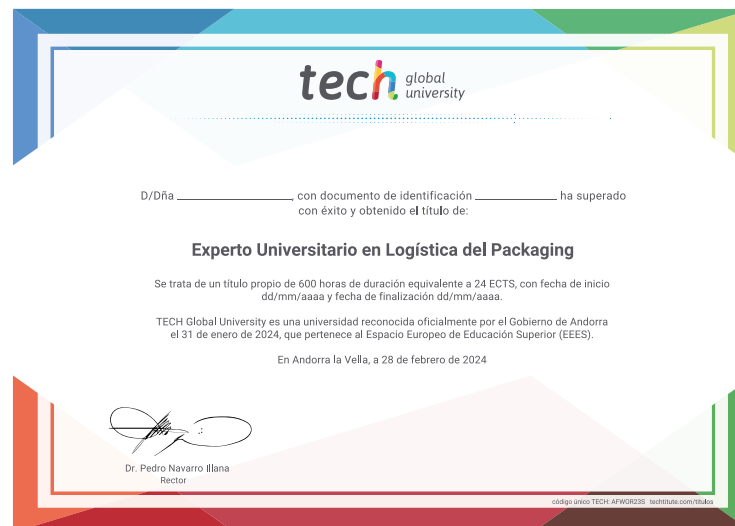 tech global
university
D/Dña ____________________, con documento de identificación ______________ ha superado
con éxito y obtenido el título de:
Experto Universitario en Logística del Packaging
Se trata de un título propio de 600 horas de duración equivalente a 24 ECTS, con fecha de inicio
dd/mm/aaaa y fecha de finalización dd/mm/aaaa.
TECH Global University es una universidad reconocida oficialmente por el Gobierno de Andorra
el 31 de enero de 2024, que pertenece al Espacio Europeo de Educación Superior (EEES).
En Andorra la Vella, a 28 de febrero de 2024
Dr. Pedro Navarro Illana
Rector
código único TECH: AFWOR23S techtitute.com/titulos